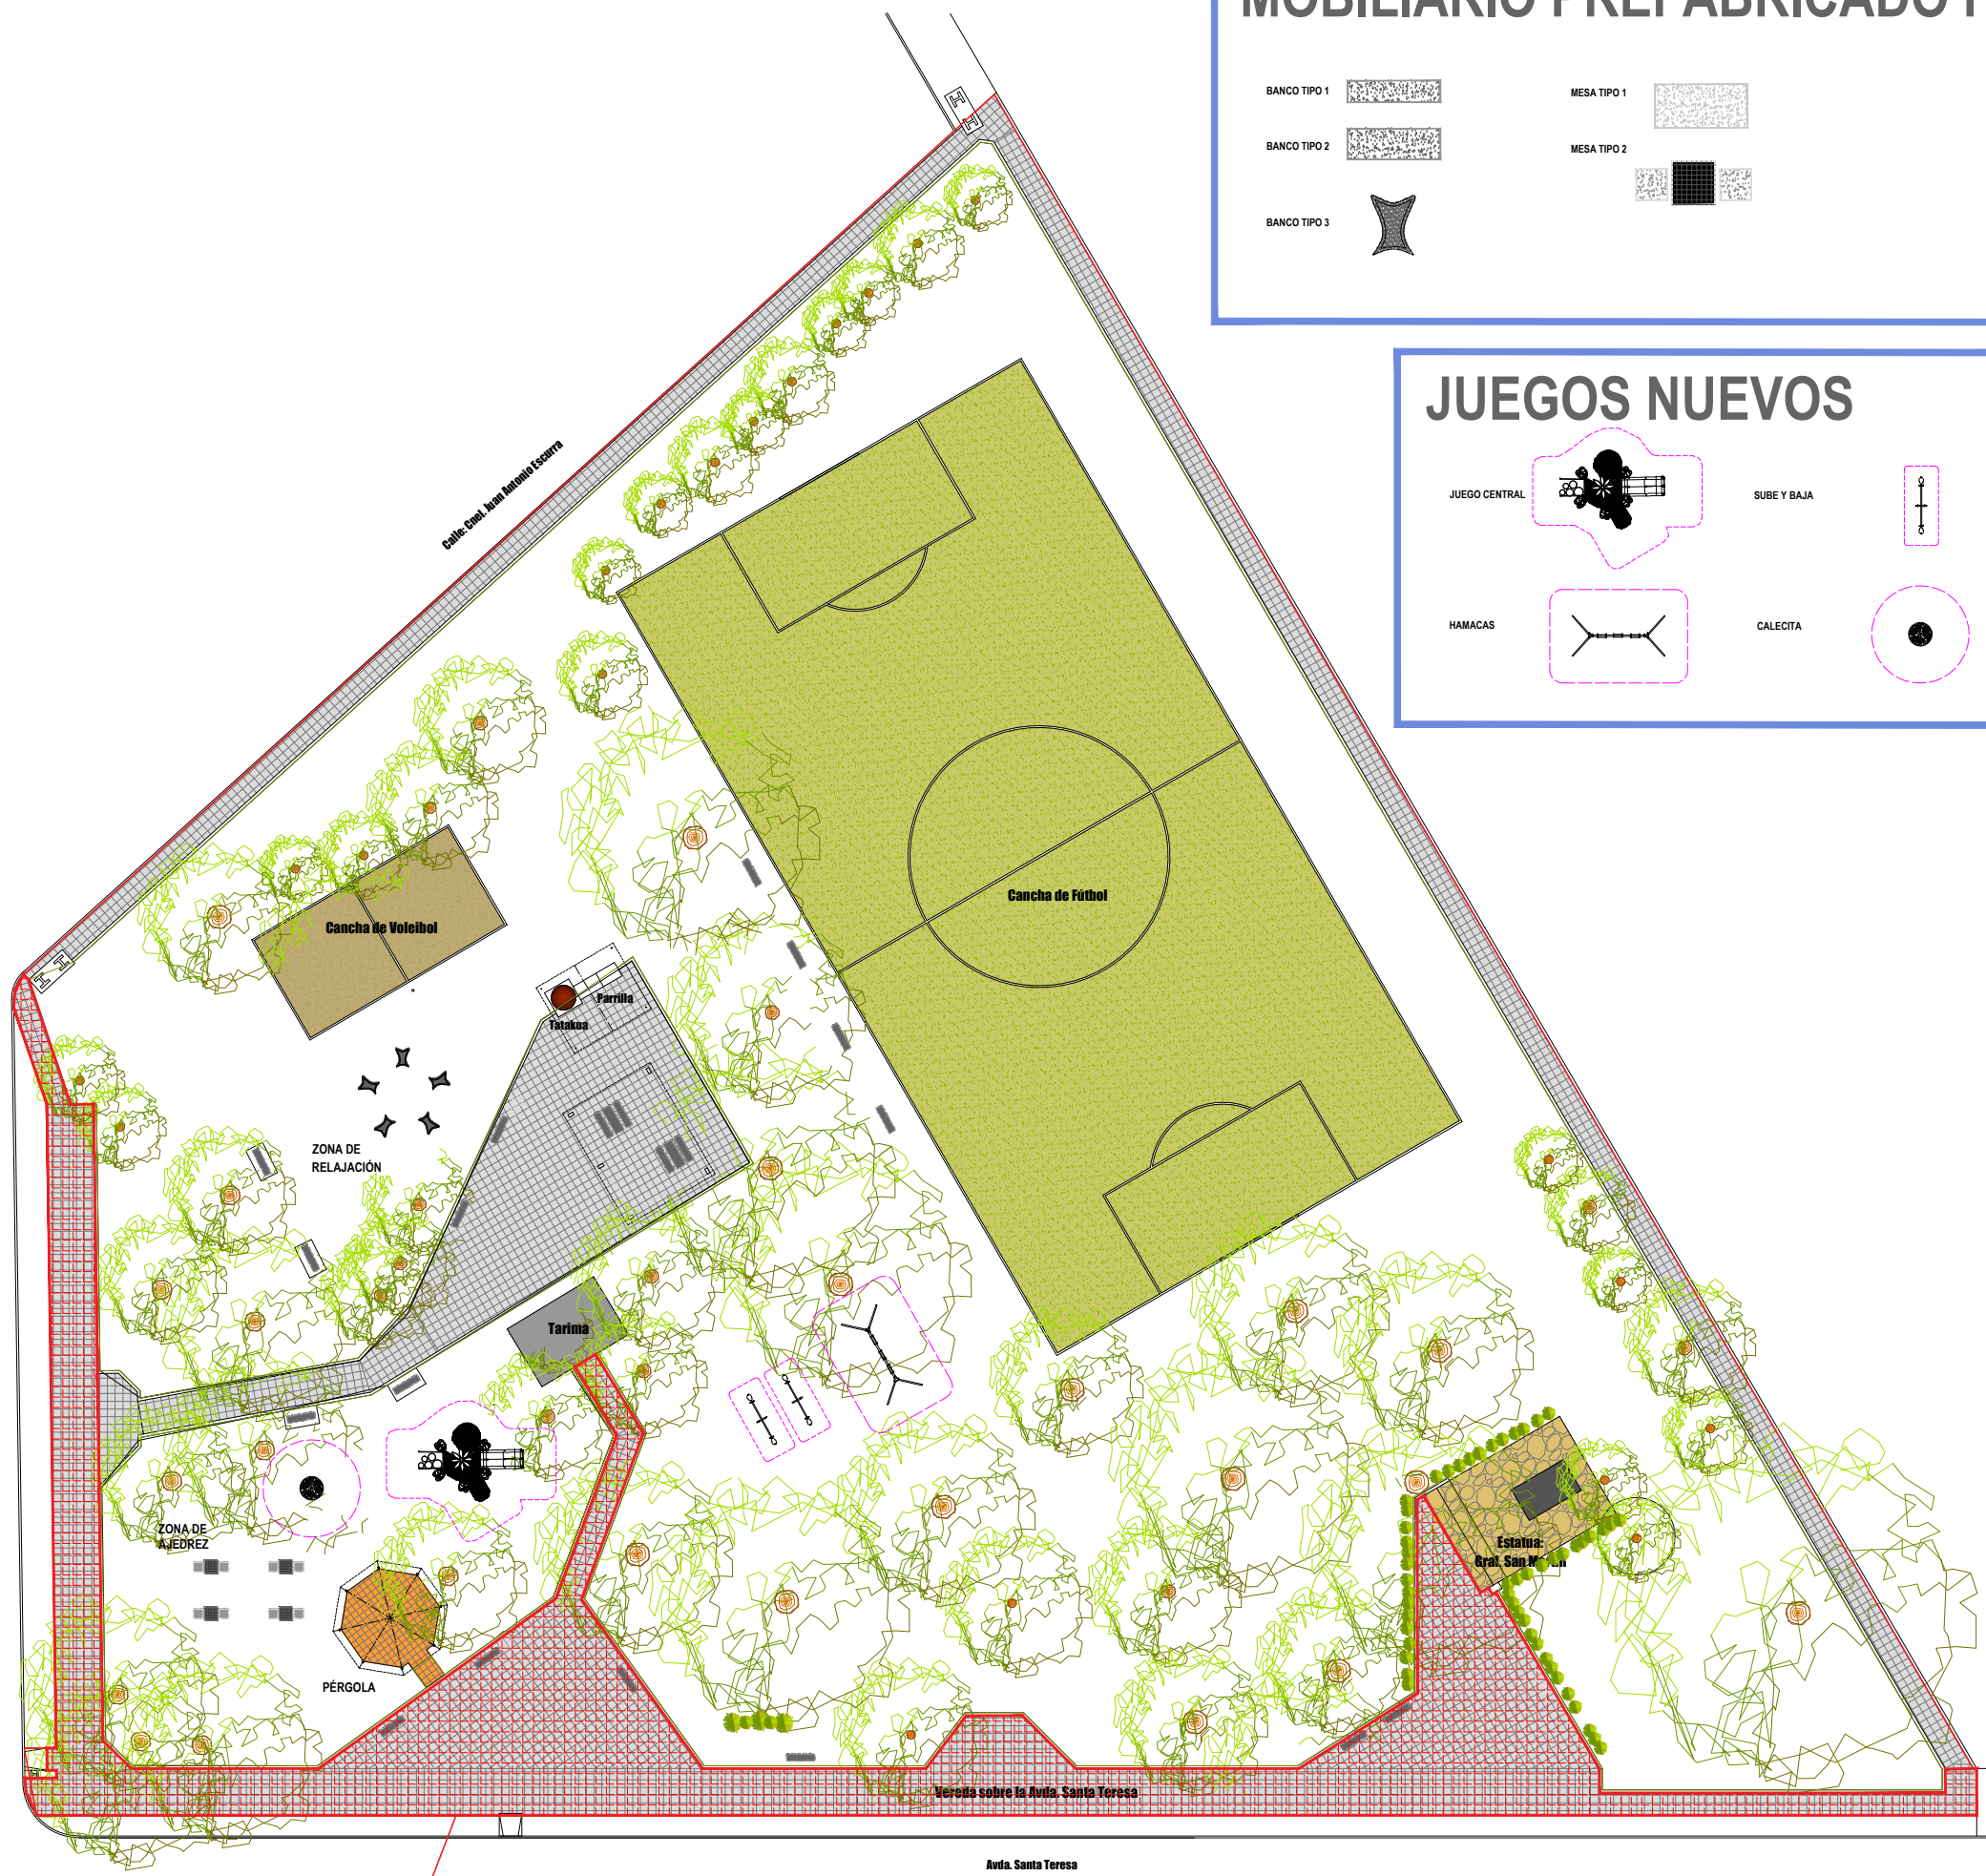 MOBILIARIO PREFABRICADO
BANCO TIPO 1
MESA TIPO 1
BANCO TIPO 2
MESA TIPO 2
BANCO TIPO 3
JUEGOS NUEVOS
JUEGO CENTRAL
SUBE Y BAJA
HAMACAS
CALECITA
Calle: Cnel. Juan Antonio Escurra
Cancha de Fútbol
Cancha de Voleibol
Parrilla
Tatakua
ZONA DE
RELAJACIÓN
Tarima
ZONA DE
AJEDREZ
Estatua:
Gral. San
PÉRGOLA
Vereda sobre la Avda. Santa Teresa
Avda. Santa Teresa